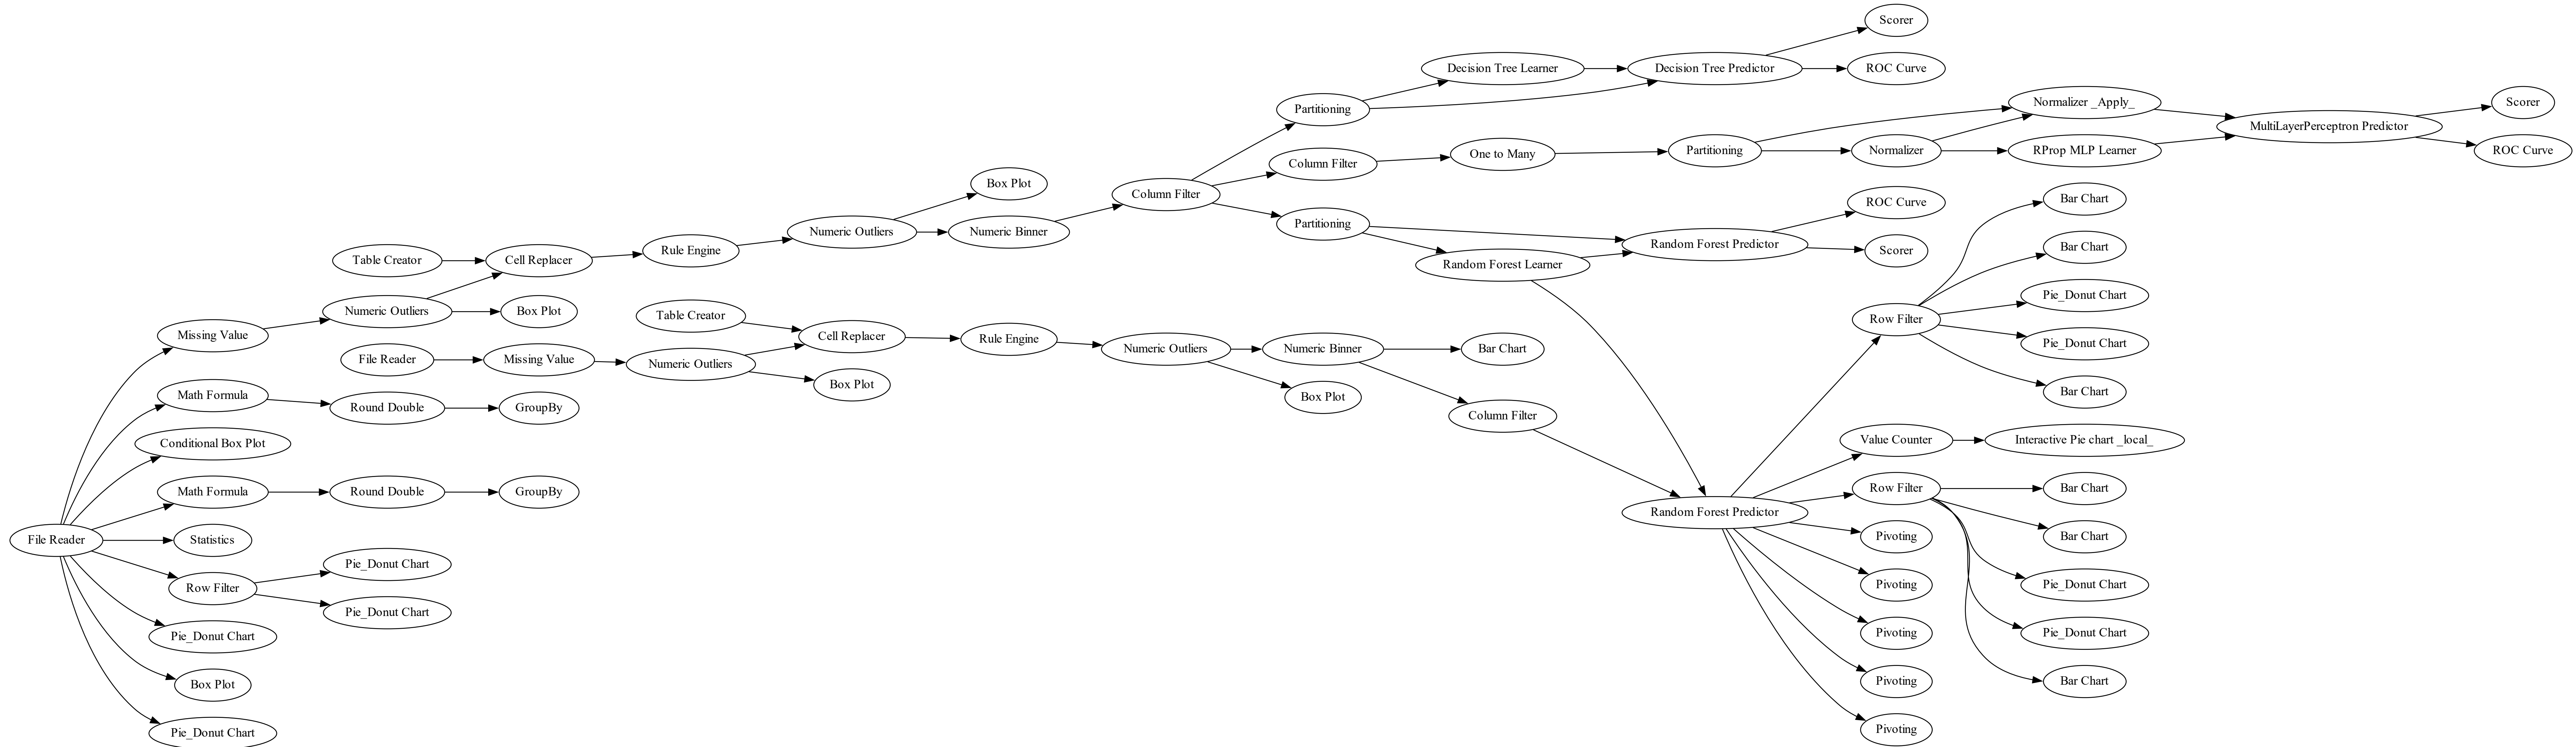 Scorer
Decision Tree Learner
Decision Tree Predictor
ROC Curve
Partitioning
Normalizer _Apply_
Scorer
MultiLayerPerceptron Predictor
Column Filter
One to Many
Partitioning
Normalizer
RProp MLP Learner
ROC Curve
Box Plot
Column Filter
Bar Chart
ROC Curve
Numeric Outliers
Numeric Binner
Partitioning
Random Forest Predictor
Scorer
Bar Chart
Table Creator
Cell Replacer
Rule Engine
Random Forest Learner
Pie_Donut Chart
Numeric Outliers
Box Plot
Table Creator
Row Filter
Missing Value
Cell Replacer
Rule Engine
Pie_Donut Chart
File Reader
Missing Value
Numeric Outliers
Numeric Outliers
Numeric Binner
Bar Chart
Box Plot
Box Plot
Bar Chart
Math Formula
Round Double
GroupBy
Column Filter
Conditional Box Plot
Value Counter
Interactive Pie chart _local_
Math Formula
Round Double
GroupBy
Row Filter
Bar Chart
Random Forest Predictor
File Reader
Statistics
Pivoting
Bar Chart
Pie_Donut Chart
Row Filter
Pivoting
Pie_Donut Chart
Pie_Donut Chart
Pie_Donut Chart
Pivoting
Pie_Donut Chart
Box Plot
Pivoting
Bar Chart
Pie_Donut Chart
Pivoting